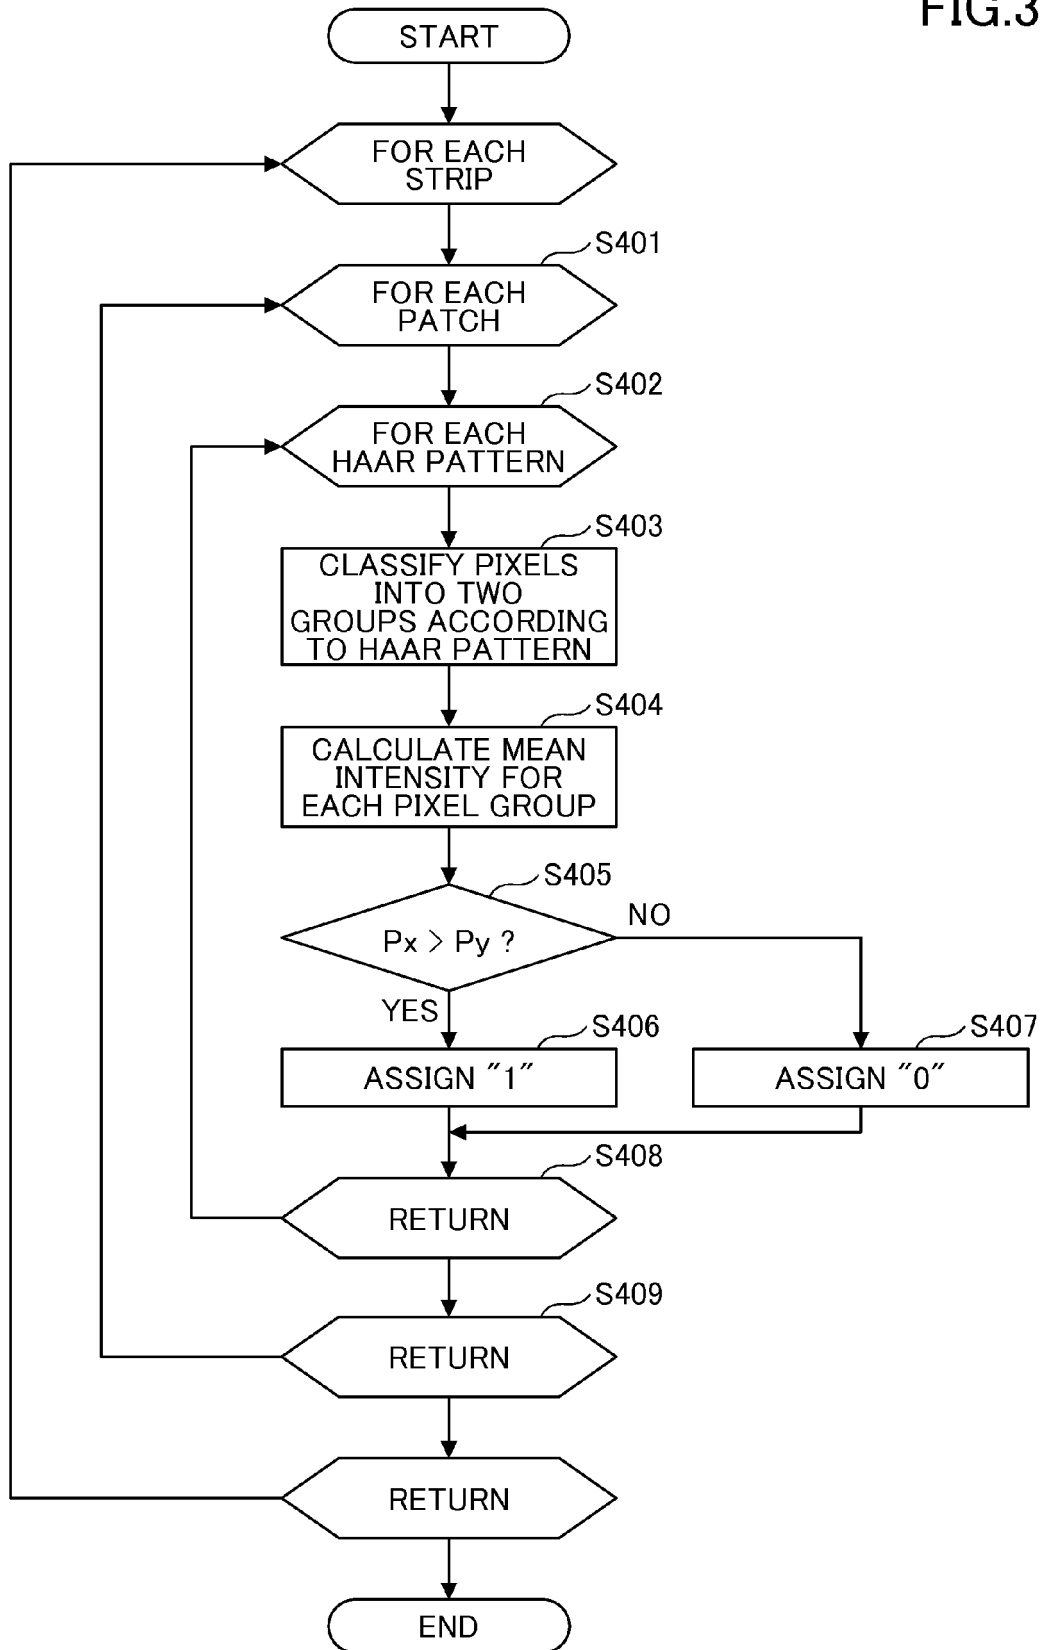 FIG.3
START
FOR EACH
STRIP
S401
FOR EACH
PATCH
S402
FOR EACH
HAAR PATTERN
S403
CLASSIFY PIXELS
INTO TWO
GROUPS ACCORDING
TO HAAR PATTERN
S404
CALCULATE MEAN
INTENSITY FOR
EACH PIXEL GROUP
S405
Px > Py ?
NO
YES
S406
ASSIGN "1"
S407
ASSIGN "0"
S408
RETURN
S409
RETURN
RETURN
END